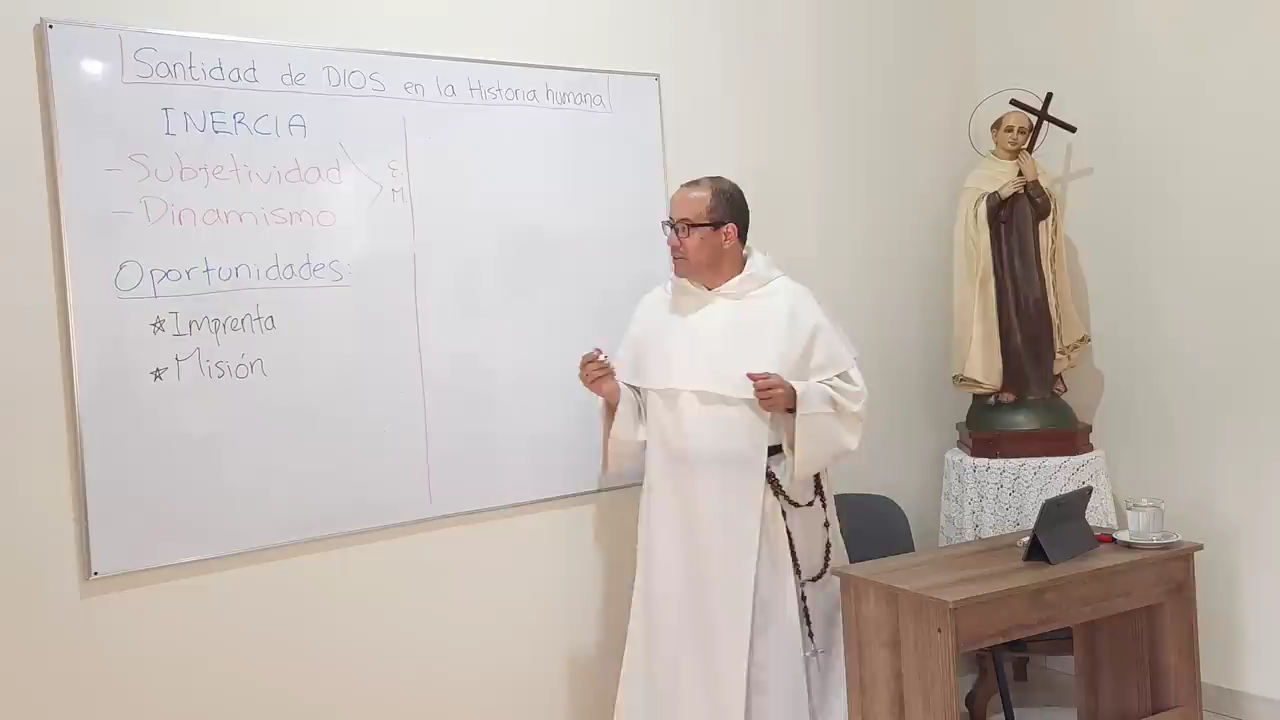 Santidad de DIOS en la Historia humana
INERCIA
- Subjetividad
- Dinamismo
E.
M.
Oportunidades:
☆ Imprenta
☆ Misión